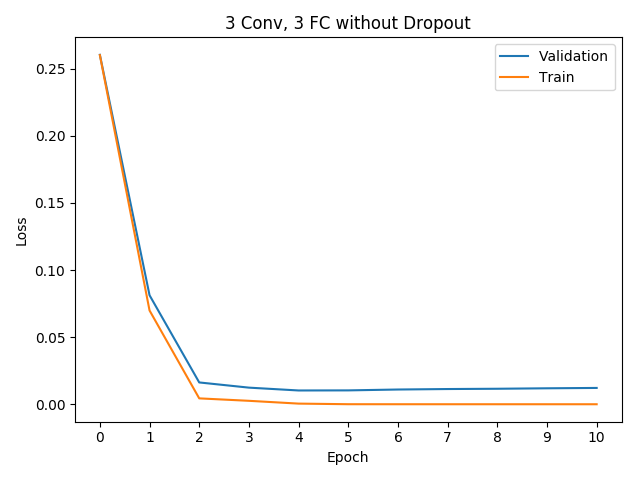 3 Conv, 3 FC without Dropout
Validation
Train
Loss
0.25
0.20
0.15
0.10
0.05
0.00
0 1 2 3 4 5 6 7 8 9 10
Epoch